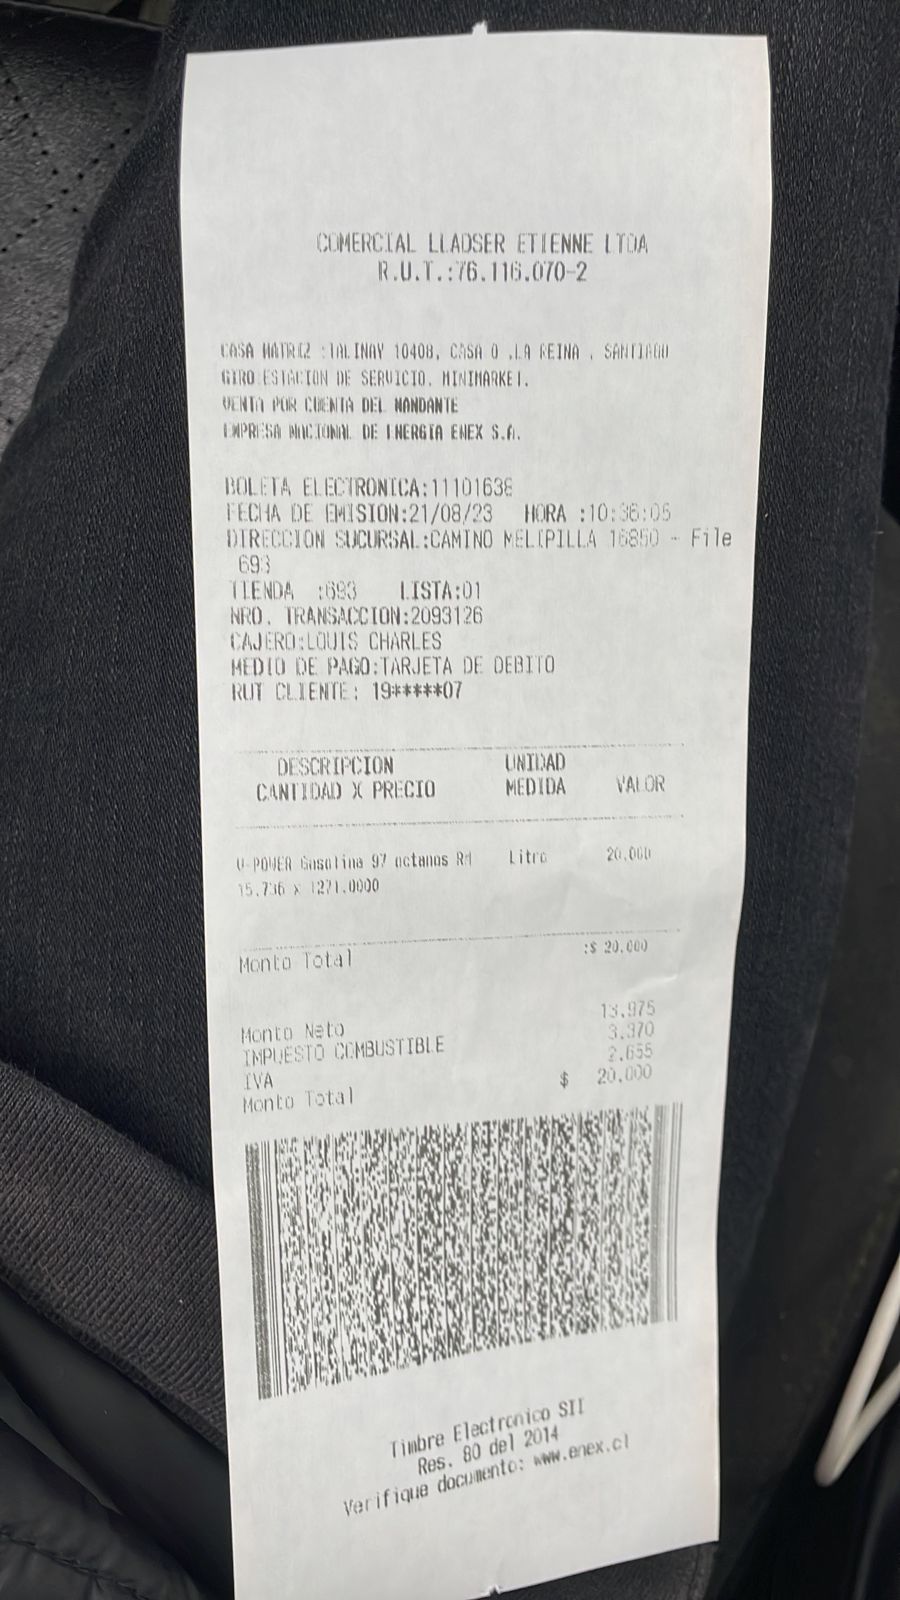 COMERCIAL LLADSER ETIENNE LTDA
R.U.T.:76.116.070-2
CASA MATRIZ :TALINAY 10408, CASA O .LA REINA , SANTIAGO
GIRO:ESTACION DE SERVICIO. MINIMARKET.
VENTA POR CUENTA DEL MANDANTE
EMPRESA NACIONAL DE ENERGIA ENEX S.A.
BOLETA ELECTRONICA:11101638
FECHA DE EMISION:21/08/23 HORA :10:36:05
DIRECCION SUCURSAL:CAMINO MELIPILLA 16850 - File
693
TIENDA :693 LISTA:01
NRO. TRANSACCION:2093126
CAJERO:LOUIS CHARLES
MEDIO DE PAGO:TARJETA DE DEBITO
RUT CLIENTE: 19*****07
DESCRIPCION UNIDAD
CANTIDAD X PRECIO MEDIDA VALOR
V-POWER Gasolina 97 octanos RM Litro 20.000
15.736 x 1271.0000
Monto Total :$ 20.000
Monto Neto 13.975
IMPUESTO COMBUSTIBLE 3.370
IVA 2.655
Monto Total $ 20.000
Timbre Electronico SII
Res. 80 del 2014
Verifique documento: www.enex.cl